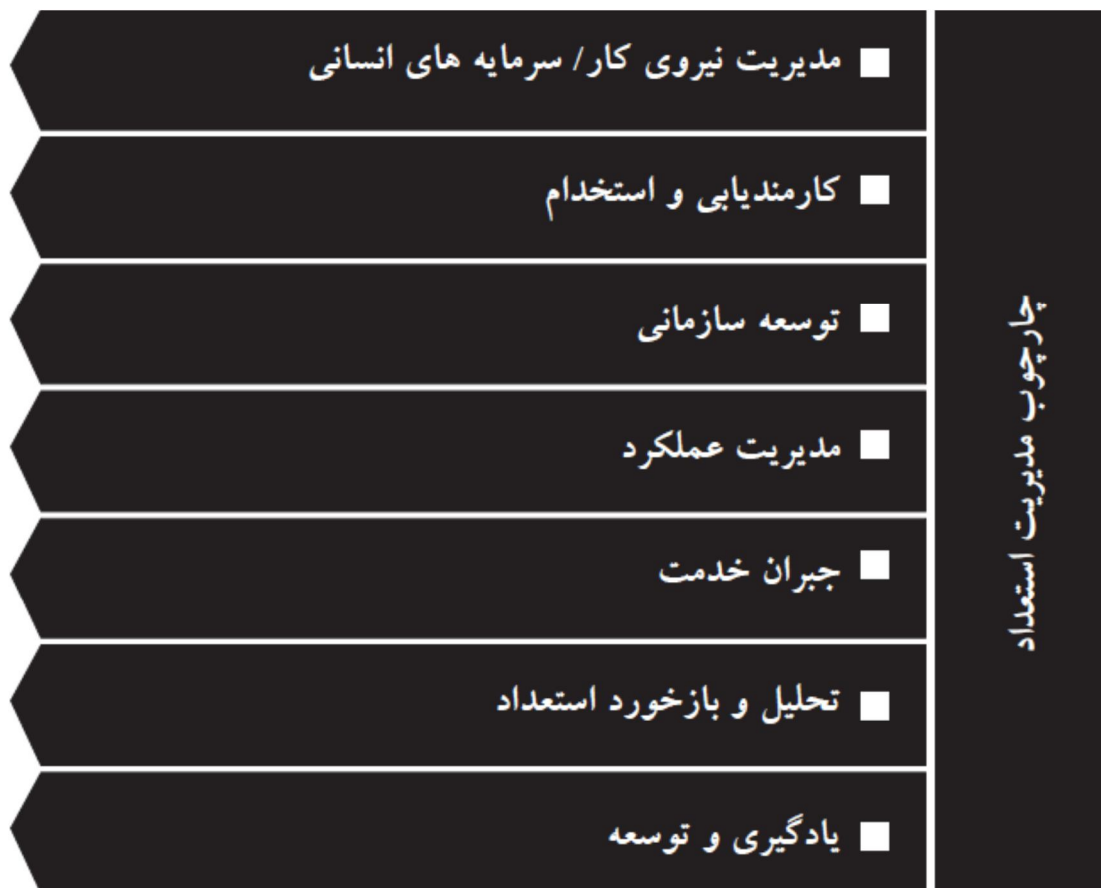 چارچوب مدیریت استعداد
■ مدیریت نیروی کار/ سرمایه های انسانی
■ کارمندیابی و استخدام
■ توسعه سازمانی
■ مدیریت عملکرد
■ جبران خدمت
■ تحلیل و بازخورد استعداد
■ یادگیری و توسعه